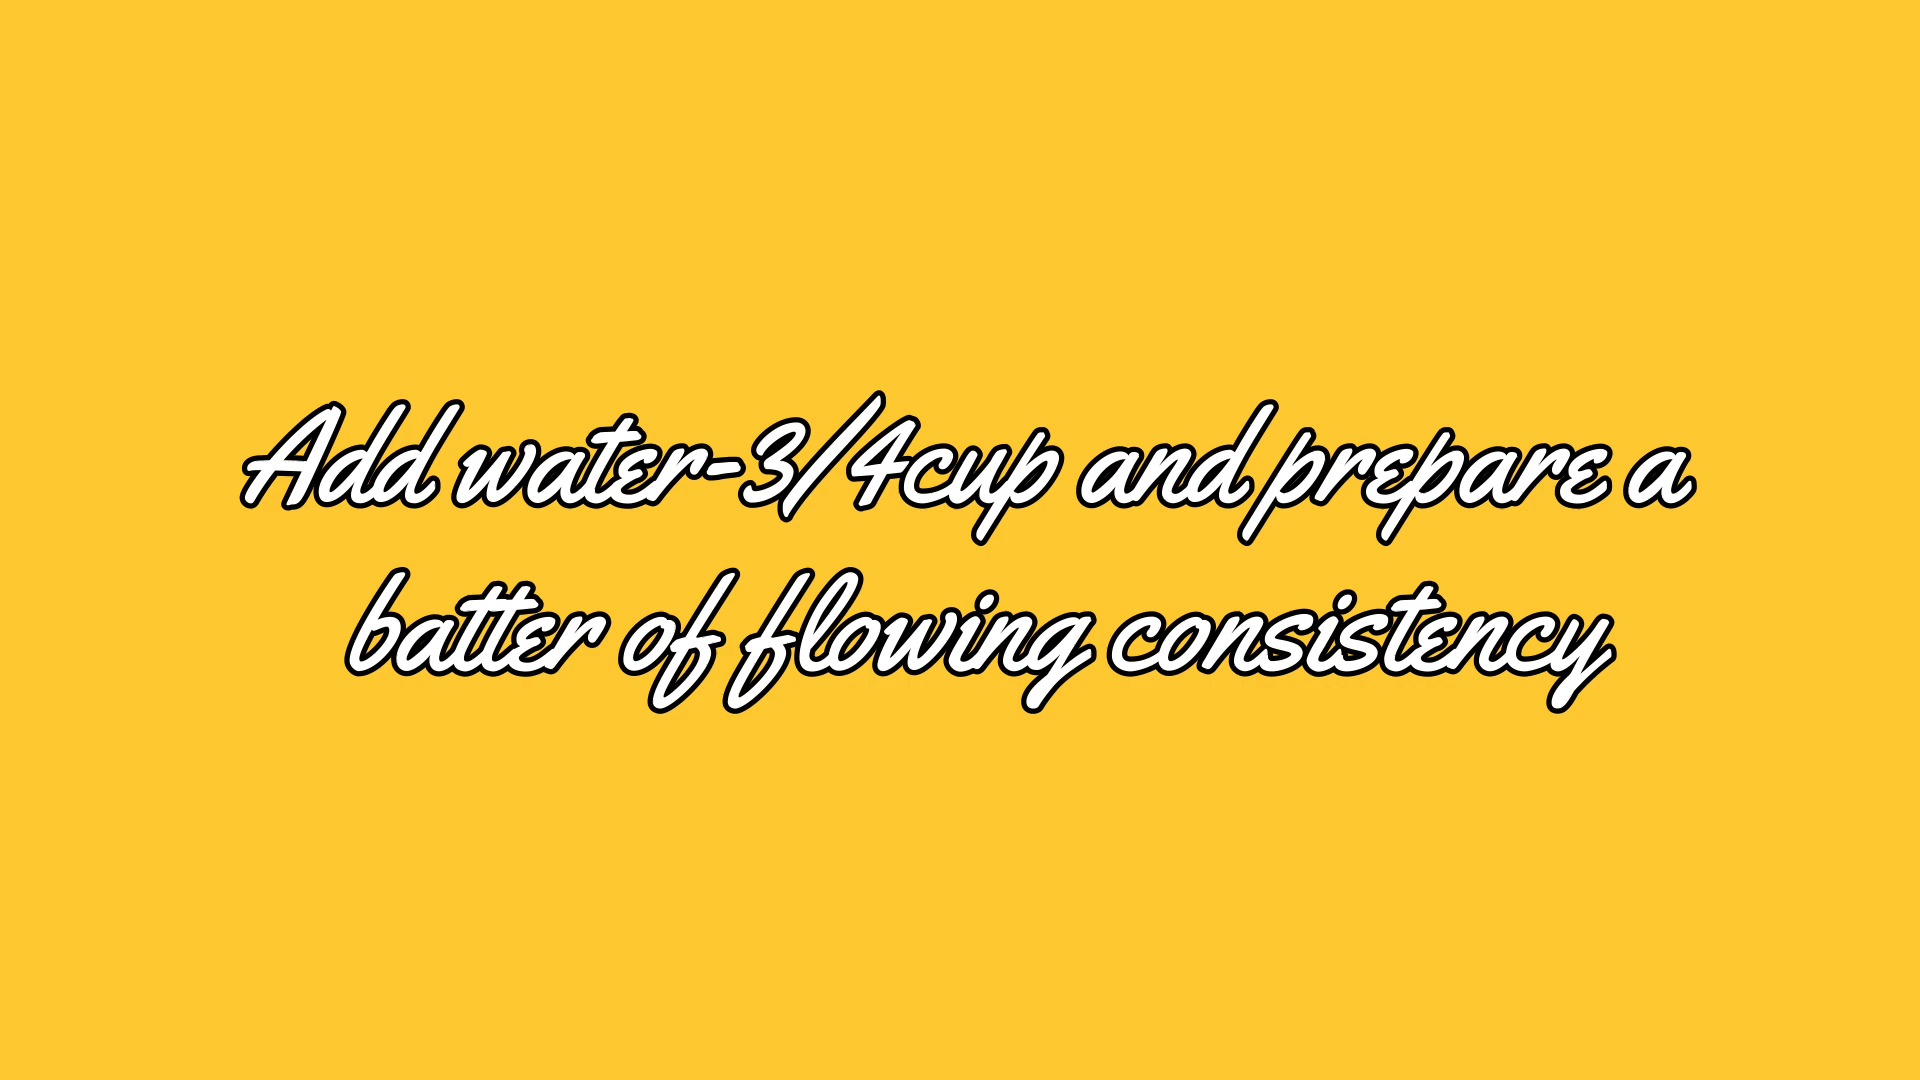 Add water-3/4cup and prepare a
batter of flowing consistency